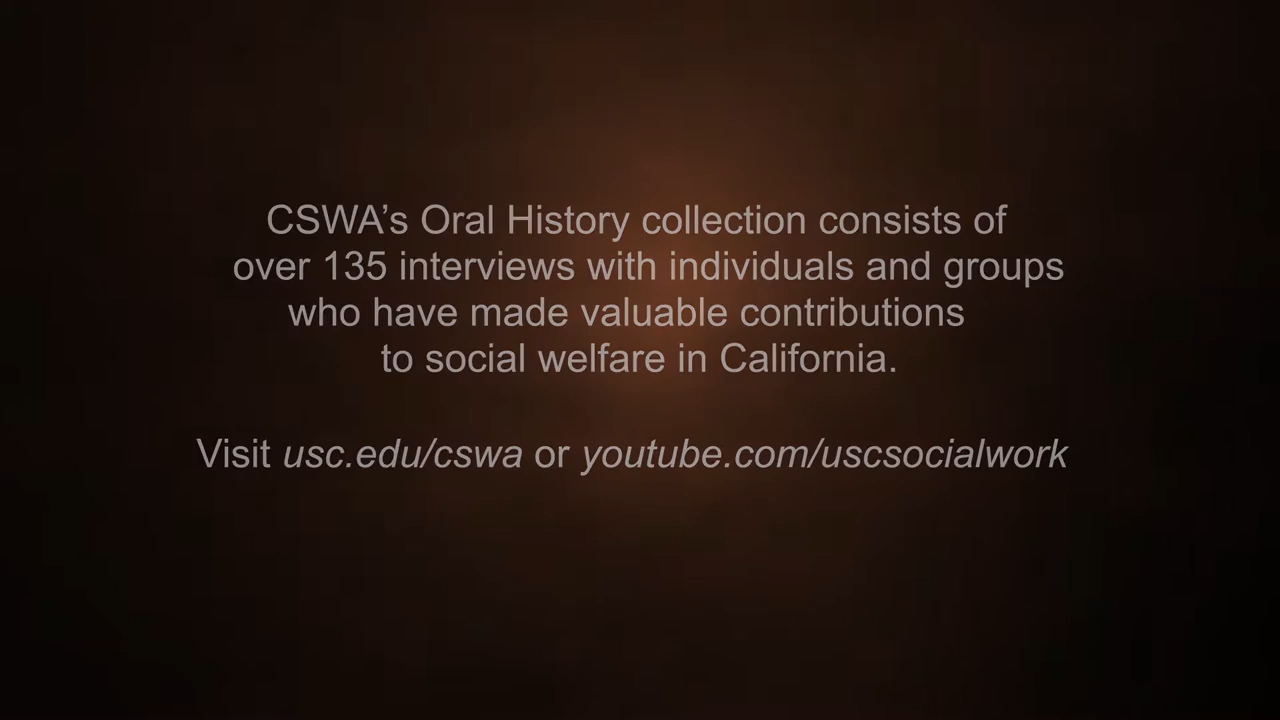 CSWA’s Oral History collection consists of
over 135 interviews with individuals and groups
who have made valuable contributions
to social welfare in California.
Visit usc.edu/cswa or youtube.com/uscsocialwork